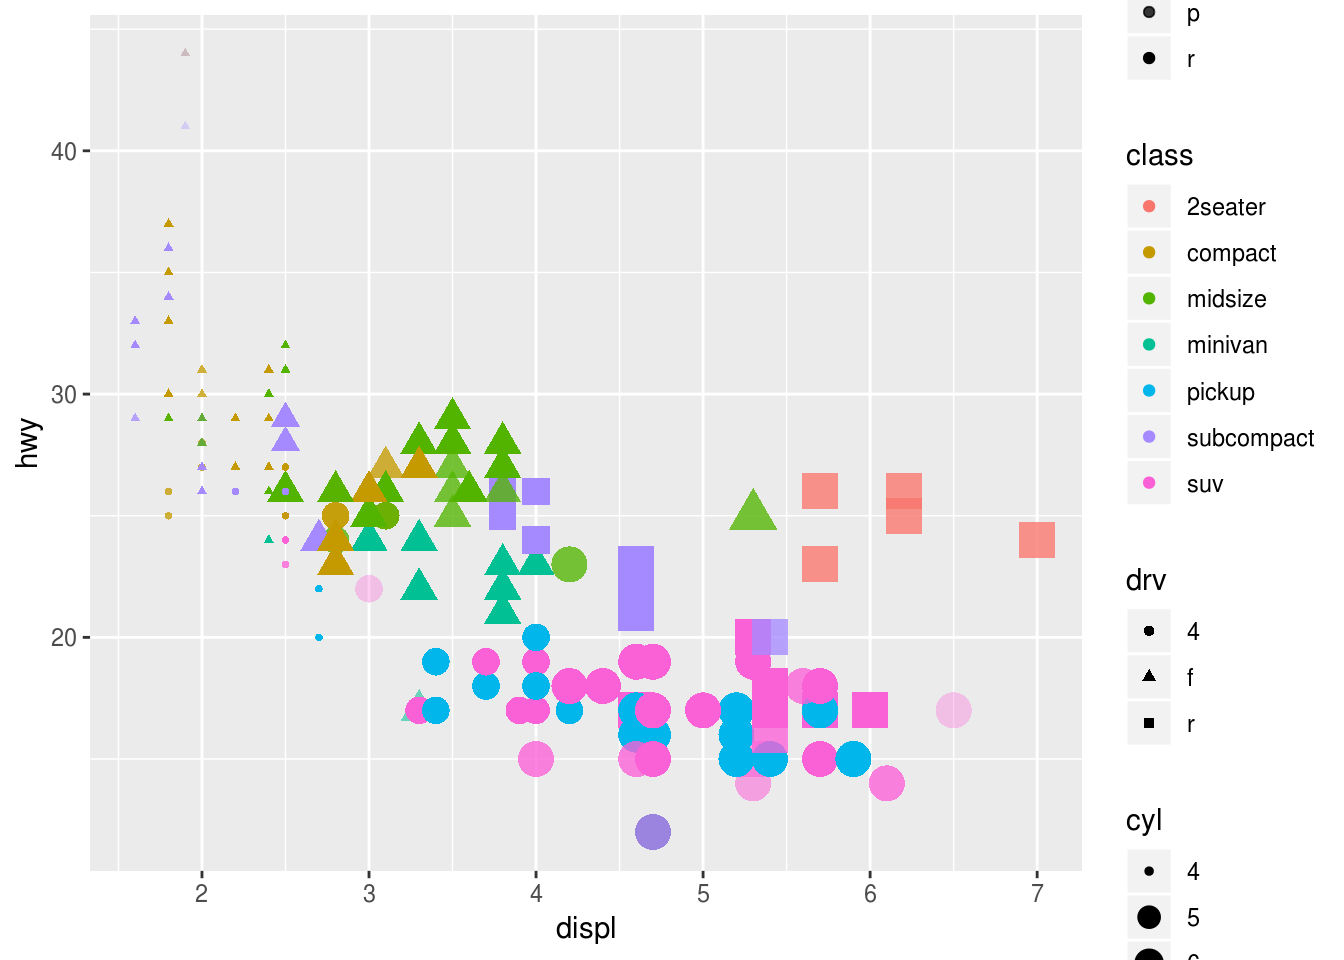 p
r
class
2seater
compact
midsize
minivan
pickup
subcompact
suv
drv
4
f
r
cyl
4
5
40
30
20
hwy
2 3 4 5 6 7
displ